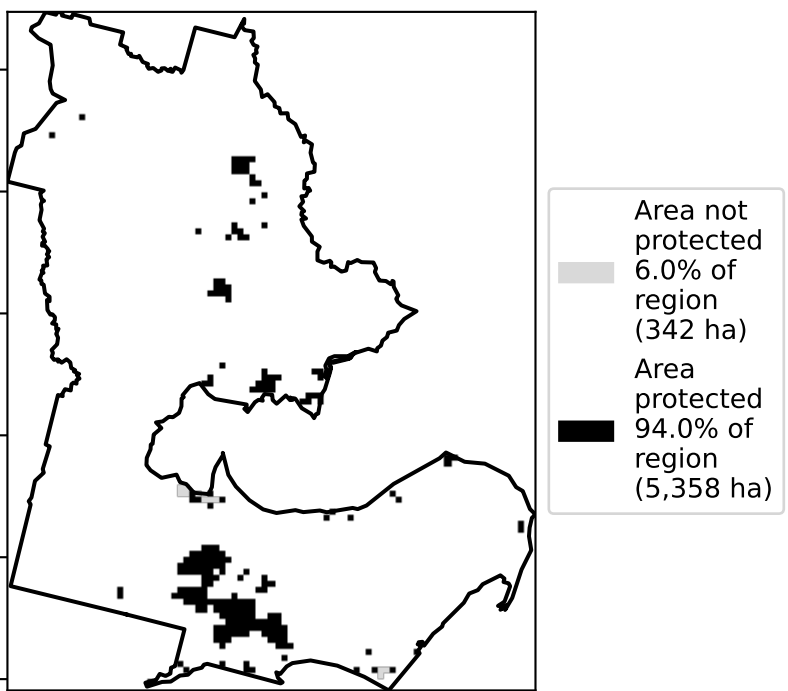 Area not
protected
6.0% of
region
(342 ha)
Area
protected
94.0% of
region
(5,358 ha)